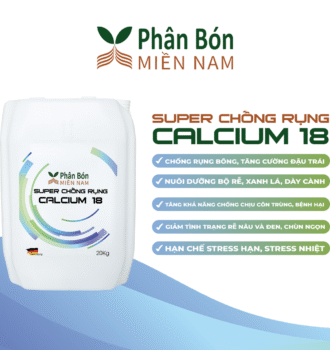 Phân Bón
MIỀN NAM
SUPER CHỐNG RỤNG
CALCIUM 18
Phân Bón
MIỀN NAM
SUPER CHỐNG RỤNG
CALCIUM 18
20Kg
CHỐNG RỤNG BÔNG, TĂNG CƯỜNG ĐẬU TRÁI
NUÔI DƯỠNG BỘ RỄ, XANH LÁ, DÀY CÀNH
TĂNG KHẢ NĂNG CHỐNG CHỊU CÔN TRÙNG, BỆNH HẠI
GIẢM TÌNH TRẠNG RỄ NÂU VÀ ĐEN, CHÙN NGỌN
HẠN CHẾ STRESS HẠN, STRESS NHIỆT